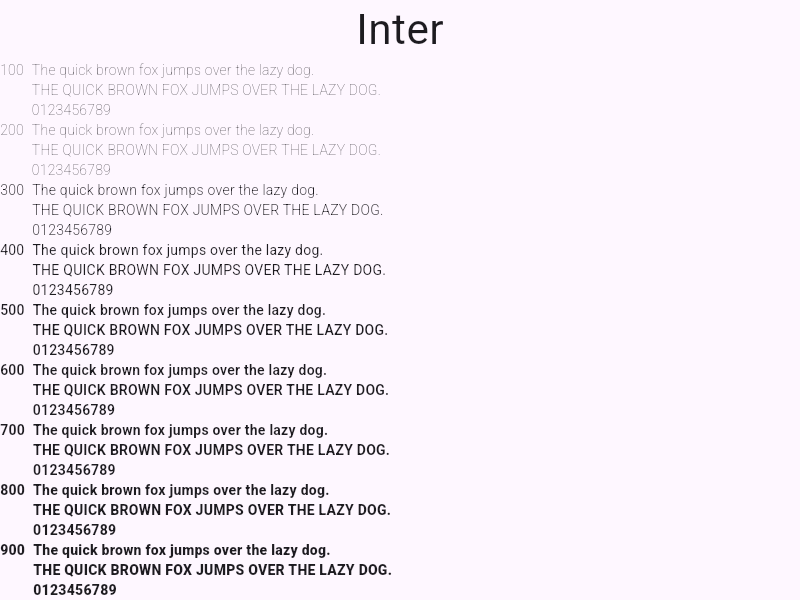 Inter
100 The quick brown fox jumps over the lazy dog.
THE QUICK BROWN FOX JUMPS OVER THE LAZY DOG.
0123456789
200 The quick brown fox jumps over the lazy dog.
THE QUICK BROWN FOX JUMPS OVER THE LAZY DOG.
0123456789
300 The quick brown fox jumps over the lazy dog.
THE QUICK BROWN FOX JUMPS OVER THE LAZY DOG.
0123456789
400 The quick brown fox jumps over the lazy dog.
THE QUICK BROWN FOX JUMPS OVER THE LAZY DOG.
0123456789
500 The quick brown fox jumps over the lazy dog.
THE QUICK BROWN FOX JUMPS OVER THE LAZY DOG.
0123456789
600 The quick brown fox jumps over the lazy dog.
THE QUICK BROWN FOX JUMPS OVER THE LAZY DOG.
0123456789
700 The quick brown fox jumps over the lazy dog.
THE QUICK BROWN FOX JUMPS OVER THE LAZY DOG.
0123456789
800 The quick brown fox jumps over the lazy dog.
THE QUICK BROWN FOX JUMPS OVER THE LAZY DOG.
0123456789
900 The quick brown fox jumps over the lazy dog.
THE QUICK BROWN FOX JUMPS OVER THE LAZY DOG.
0123456789